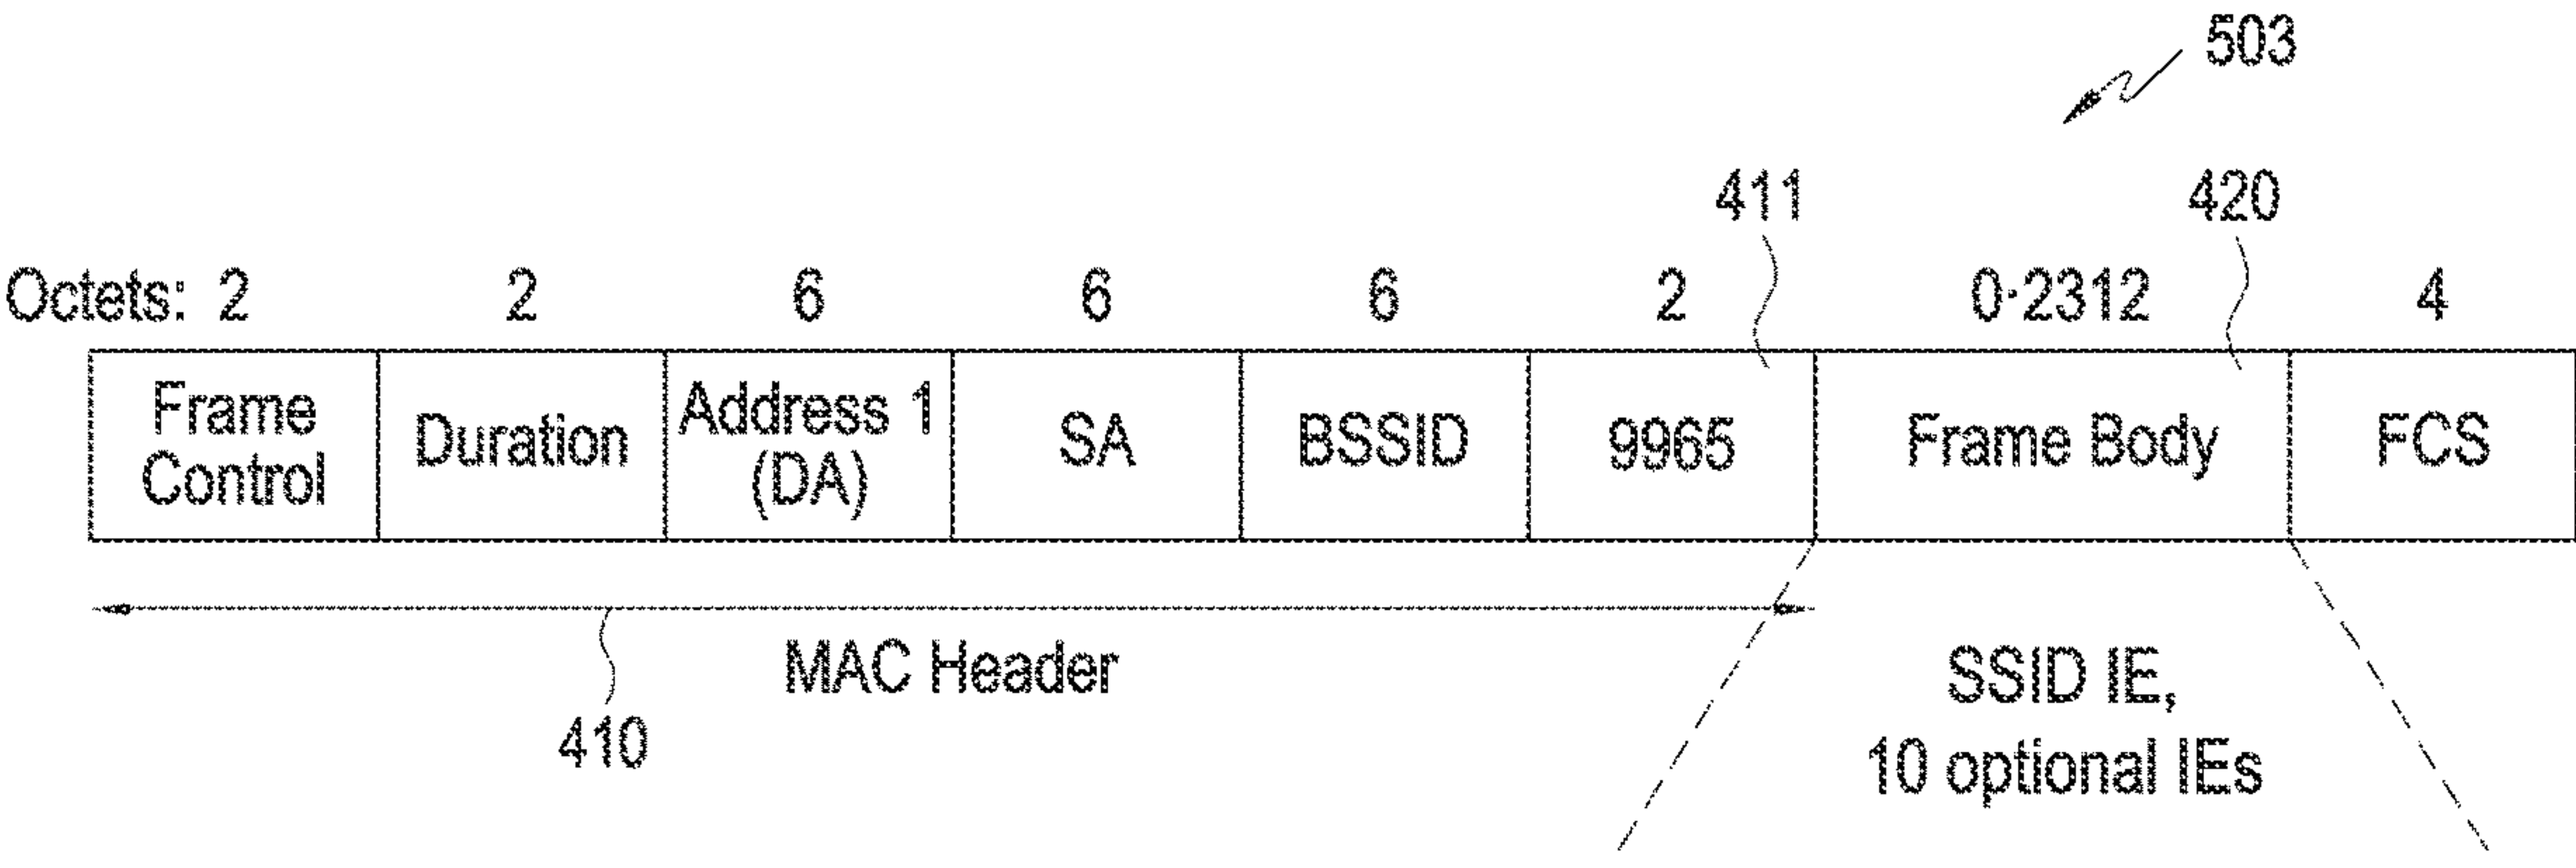 503
411
420
Octets: 2 2 6 6 6 2 0-2312 4
Frame Control
Duration
Address 1 (DA)
SA
BSSID
9965
Frame Body
FCS
MAC Header
410
SSID IE,
10 optional IEs